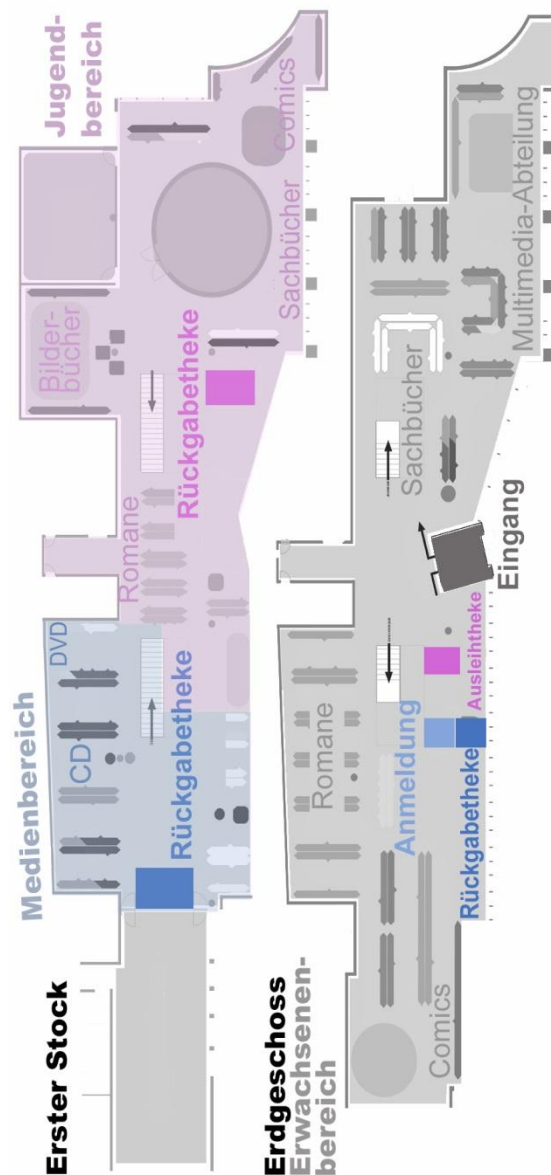 Erster Stock
Medienbereich
DVD
CD
Rückgabetheke
Jugend-
bereich
Bilder-
bücher
Romane
Rückgabetheke
Sachbücher
Comics
Erdgeschoss
Erwachsenen-
bereich
Comics
Romane
Anmeldung
Rückgabetheke
Ausleihtheke
Eingang
Sachbücher
Multimedia-Abteilung